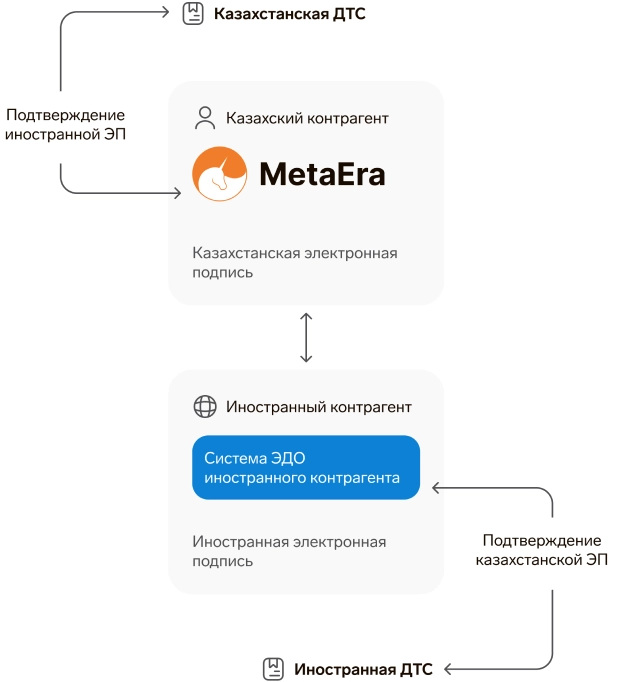 Казахстанская ДТС
Подтверждение
иностранной ЭП
Казахский контрагент
MetaEra
Казахстанская электронная
подпись
Иностранный контрагент
Система ЭДО
иностранного контрагента
Иностранная электронная
подпись
Подтверждение
казахстанской ЭП
Иностранная ДТС